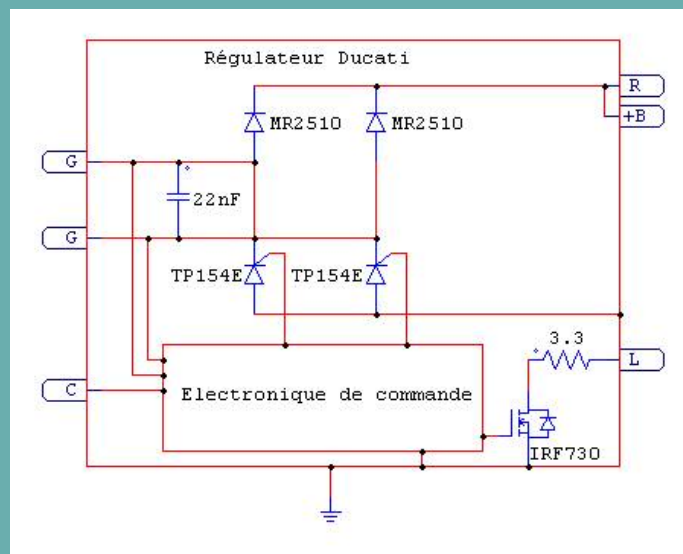 Régulateur Ducati
R
MR2510
MR2510
+B
G
22nF
G
TP154E
TP154E
3.3
L
C
Electronique de commande
IRF730